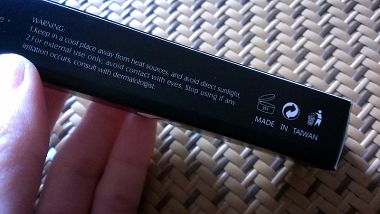 WARNING:
1.Keep in a cool place away from heat sources, and avoid direct sunlight.
2.For external use only, avoid contact with eyes. Stop using if any
irritation occurs, consult with dermatologist.
MADE IN TAIWAN